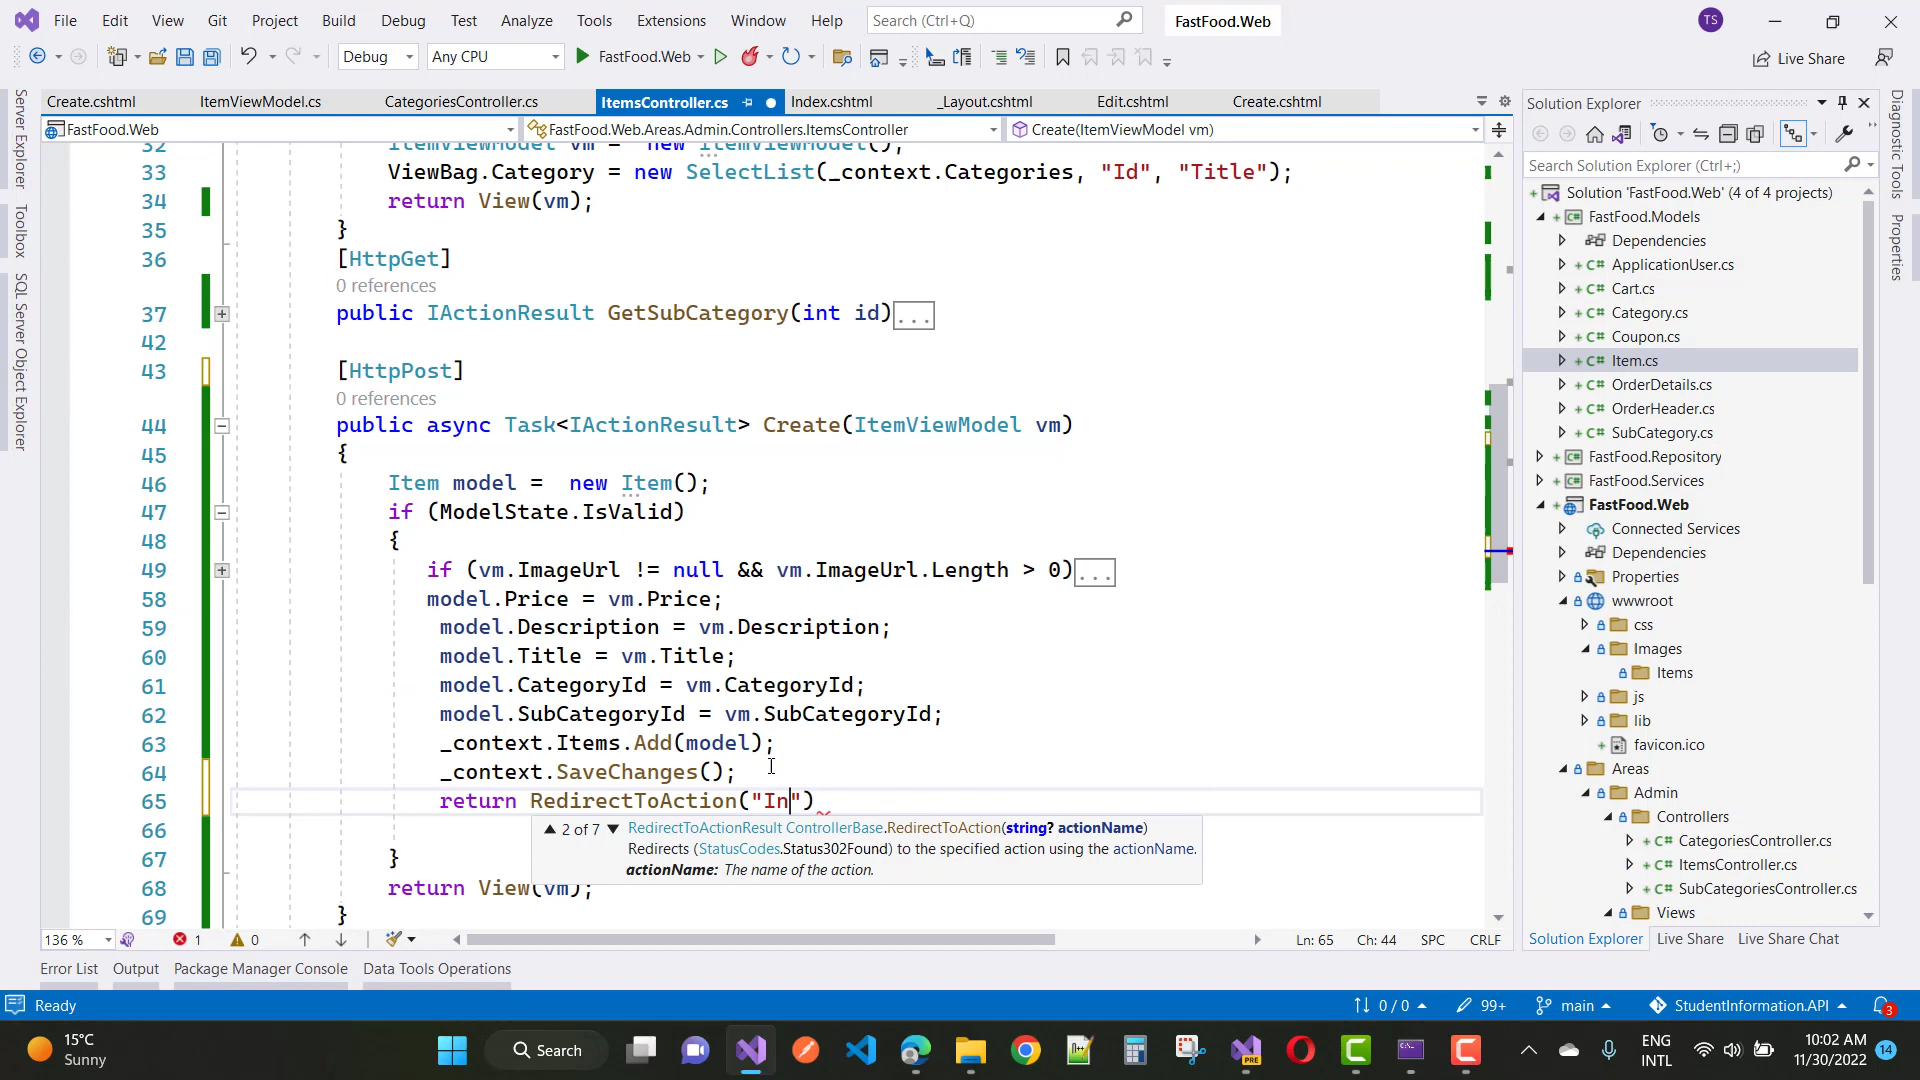 File Edit View Git Project Build Debug Test Analyze Tools Extensions Window Help Search (Ctrl+Q) FastFood.Web TS
Debug Any CPU FastFood.Web Live Share
Create.cshtml ItemViewModel.cs CategoriesController.cs ItemsController.cs Index.cshtml _Layout.cshtml Edit.cshtml Create.cshtml
FastFood.Web FastFood.Web.Areas.Admin.Controllers.ItemsController Create(ItemViewModel vm)
32 ItemViewModel vm = new ItemViewModel();
33 ViewBag.Category = new SelectList(_context.Categories, "Id", "Title");
34 return View(vm);
35 }
36 [HttpGet]
0 references
37 public IActionResult GetSubCategory(int id)...
42
43 [HttpPost]
0 references
44 public async Task<IActionResult> Create(ItemViewModel vm)
45 {
46 Item model = new Item();
47 if (ModelState.IsValid)
48 {
49 if (vm.ImageUrl != null && vm.ImageUrl.Length > 0)...
58 model.Price = vm.Price;
59 model.Description = vm.Description;
60 model.Title = vm.Title;
61 model.CategoryId = vm.CategoryId;
62 model.SubCategoryId = vm.SubCategoryId;
63 _context.Items.Add(model);
64 _context.SaveChanges();
65 return RedirectToAction("In")
66
67 }
68 return View(vm);
69 }
▲ 2 of 7 ▼ RedirectToActionResult ControllerBase.RedirectToAction(string? actionName)
Redirects (StatusCodes.Status302Found) to the specified action using the actionName.
actionName: The name of the action.
136 % 1 0 Ln: 65 Ch: 44 SPC CRLF
Error List Output Package Manager Console Data Tools Operations
Server Explorer
Toolbox
SQL Server Object Explorer
Solution Explorer
Search Solution Explorer (Ctrl+;)
Solution 'FastFood.Web' (4 of 4 projects)
FastFood.Models
Dependencies
C# ApplicationUser.cs
C# Cart.cs
C# Category.cs
C# Coupon.cs
C# Item.cs
C# OrderDetails.cs
C# OrderHeader.cs
C# SubCategory.cs
FastFood.Repository
FastFood.Services
FastFood.Web
Connected Services
Dependencies
Properties
wwwroot
css
Images
Items
js
lib
favicon.ico
Areas
Admin
Controllers
C# CategoriesController.cs
C# ItemsController.cs
C# SubCategoriesController.cs
Views
Solution Explorer Live Share Live Share Chat
Diagnostic Tools
Properties
Ready 0 / 0 99+ main StudentInformation.API 3
15°C
Sunny
Search
PRE
ENG
INTL
10:02 AM
11/30/2022
14